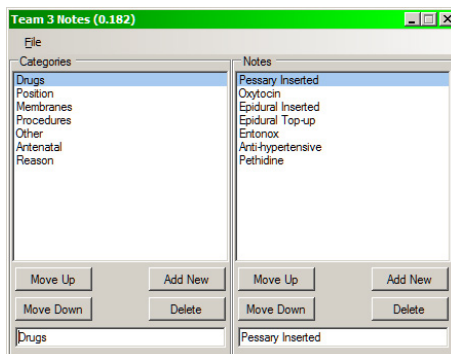 Team 3 Notes (0.182)
File
Categories
Drugs
Position
Membranes
Procedures
Other
Antenatal
Reason
Move Up
Add New
Move Down
Delete
Drugs
Notes
Pessary Inserted
Oxytocin
Epidural Inserted
Epidural Top-up
Entonox
Anti-hypertensive
Pethidine
Move Up
Add New
Move Down
Delete
Pessary Inserted